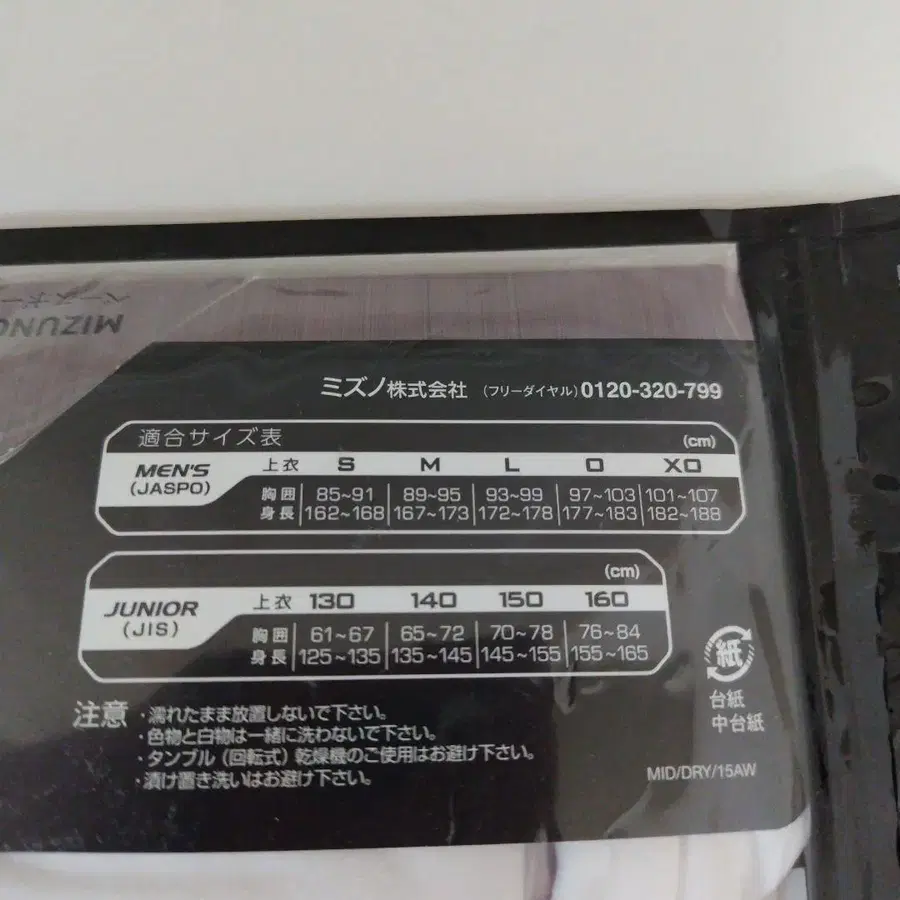 MIZUNO
ミズノ株式会社 (フリーダイヤル) 0120-320-799
適合サイズ表 (cm)
MEN'S (JASPO) 上衣 S M L O XO
胸囲 85~91 89~95 93~99 97~103 101~107
身長 162~168 167~173 172~178 177~183 182~188
(cm)
JUNIOR (JIS) 上衣 130 140 150 160
胸囲 61~67 65~72 70~78 76~84
身長 125~135 135~145 145~155 155~165
注意 ・濡れたまま放置しないで下さい。
・色物と白物は一緒に洗わないで下さい。
・タンブル(回転式)乾燥機のご使用はお避け下さい。
・漬け置き洗いはお避け下さい。
紙
台紙
中台紙
MID/DRY/15AW